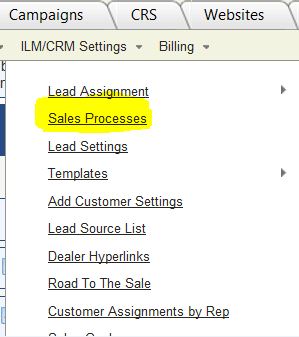 Campaigns CRS Websites
ILM/CRM Settings Billing
Lead Assignment
Sales Processes
Lead Settings
Templates
Add Customer Settings
Lead Source List
Dealer Hyperlinks
Road To The Sale
Customer Assignments by Rep